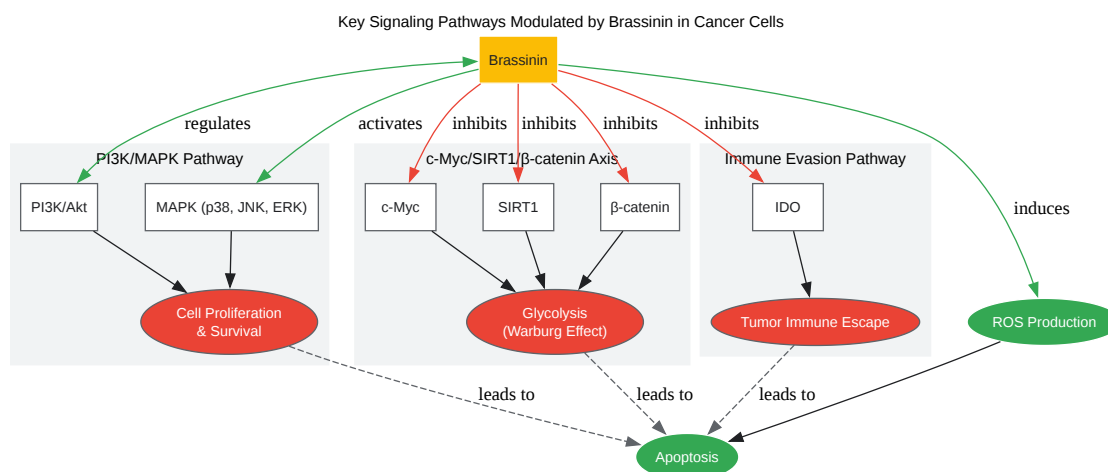 Key Signaling Pathways Modulated by Brassinin in Cancer Cells
Brassinin
regulates
activates
inhibits
inhibits
inhibits
inhibits
induces
PI3K/MAPK Pathway
c-Myc/SIRT1/β-catenin Axis
Immune Evasion Pathway
PI3K/Akt
MAPK (p38, JNK, ERK)
c-Myc
SIRT1
β-catenin
IDO
Cell Proliferation
& Survival
Glycolysis
(Warburg Effect)
Tumor Immune Escape
ROS Production
leads to
leads to
leads to
Apoptosis